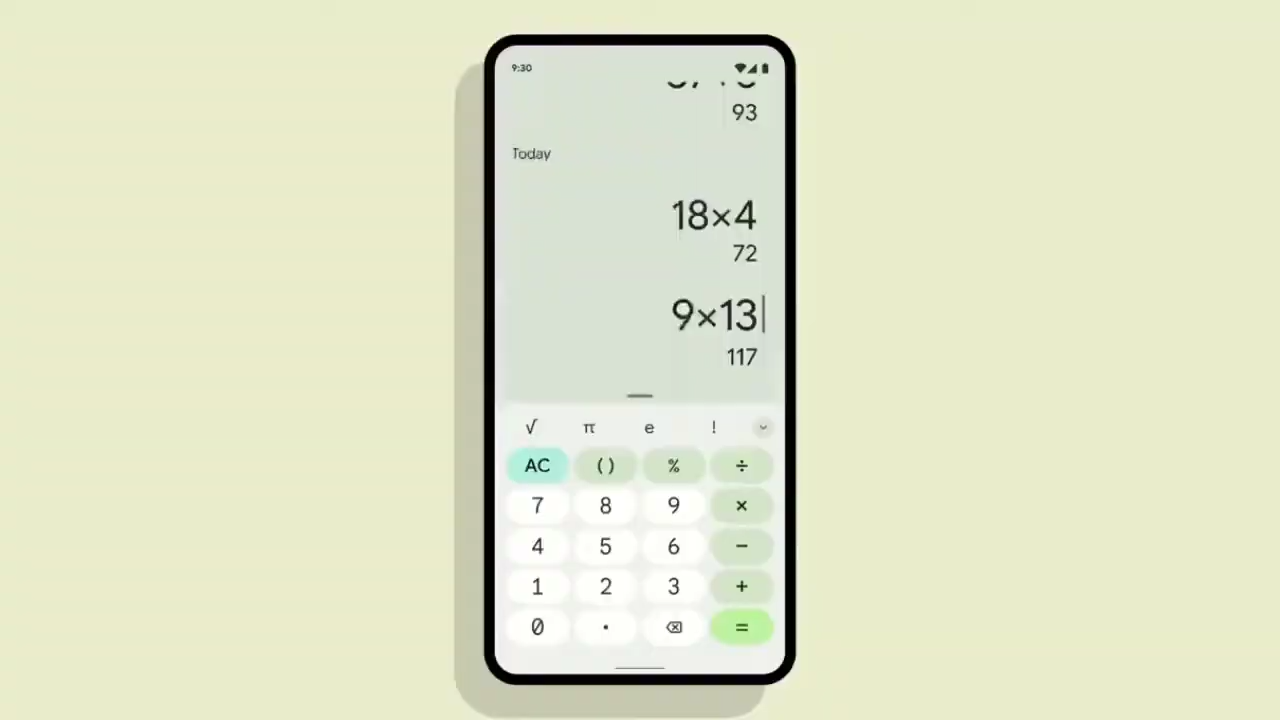 9:30
93
Today
18×4
72
9×13
117
√ π e !
AC ( ) % ÷
7 8 9 ×
4 5 6 −
1 2 3 +
0 . =